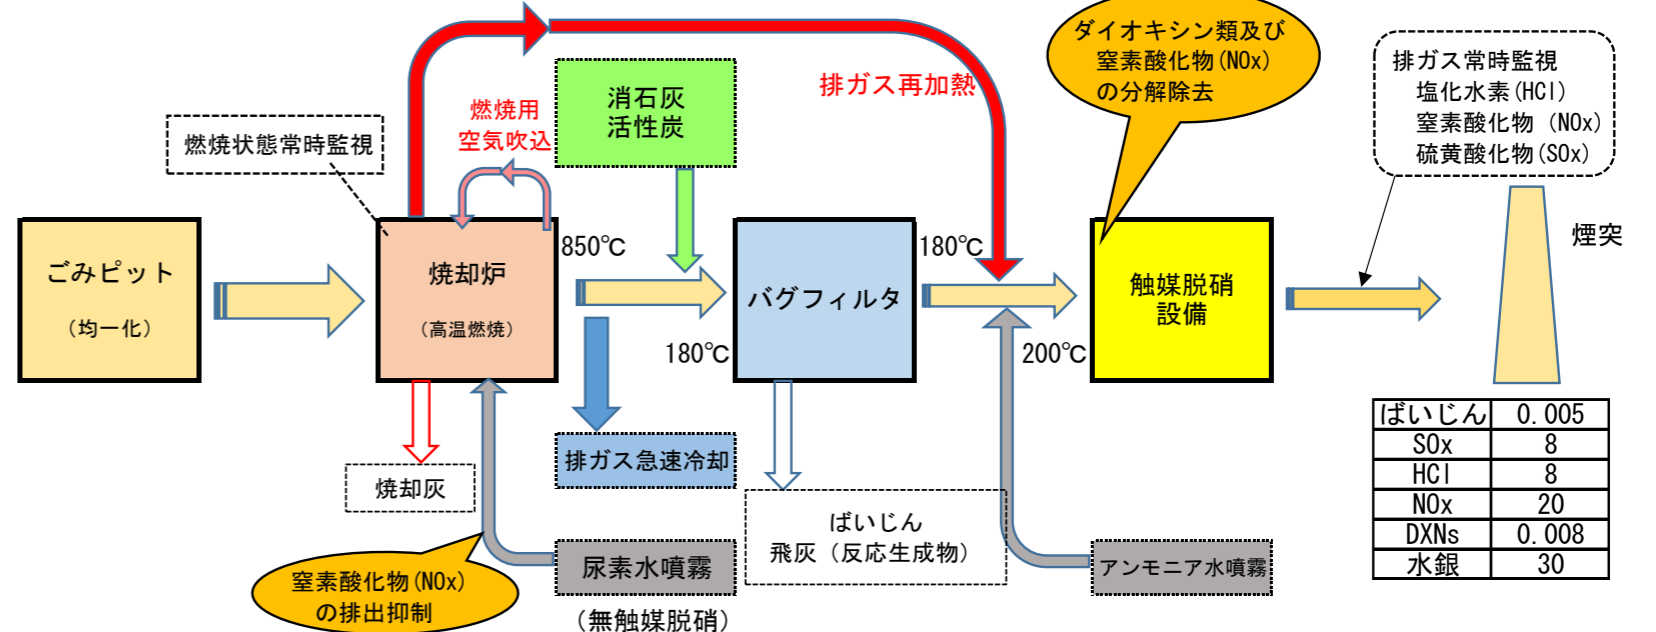 ダイオキシン類及び
窒素酸化物(NOx)
の分解除去
排ガス常時監視
塩化水素(HCl)
窒素酸化物 (NOx)
硫黄酸化物(SOx)
排ガス再加熱
消石灰
活性炭
燃焼用
空気吹込
燃焼状態常時監視
ごみピット
(均一化)
焼却炉
(高温燃焼)
850℃
180℃
バグフィルタ
180℃
200℃
触媒脱硝
設備
煙突
排ガス急速冷却
焼却灰
ばいじん
飛灰(反応生成物)
尿素水噴霧
(無触媒脱硝)
アンモニア水噴霧
窒素酸化物(NOx)
の排出抑制
ばいじん 0.005
SOx 8
HCl 8
NOx 20
DXNs 0.008
水銀 30